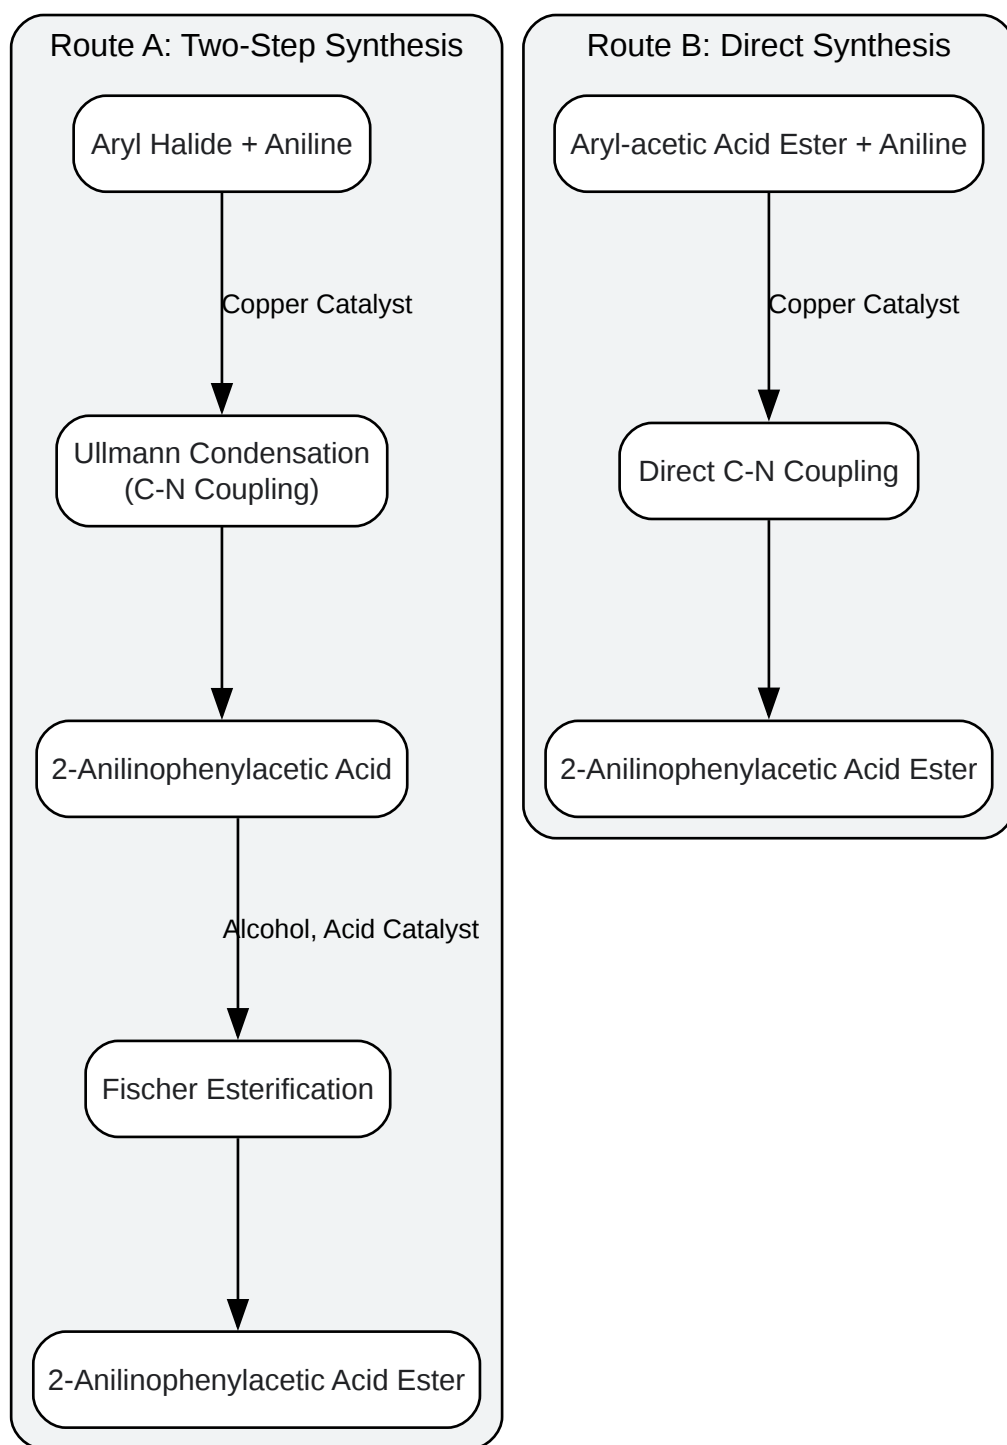 Route A: Two-Step Synthesis
Aryl Halide + Aniline
Copper Catalyst
Ullmann Condensation
(C-N Coupling)
2-Anilinophenylacetic Acid
Alcohol, Acid Catalyst
Fischer Esterification
2-Anilinophenylacetic Acid Ester
Route B: Direct Synthesis
Aryl-acetic Acid Ester + Aniline
Copper Catalyst
Direct C-N Coupling
2-Anilinophenylacetic Acid Ester